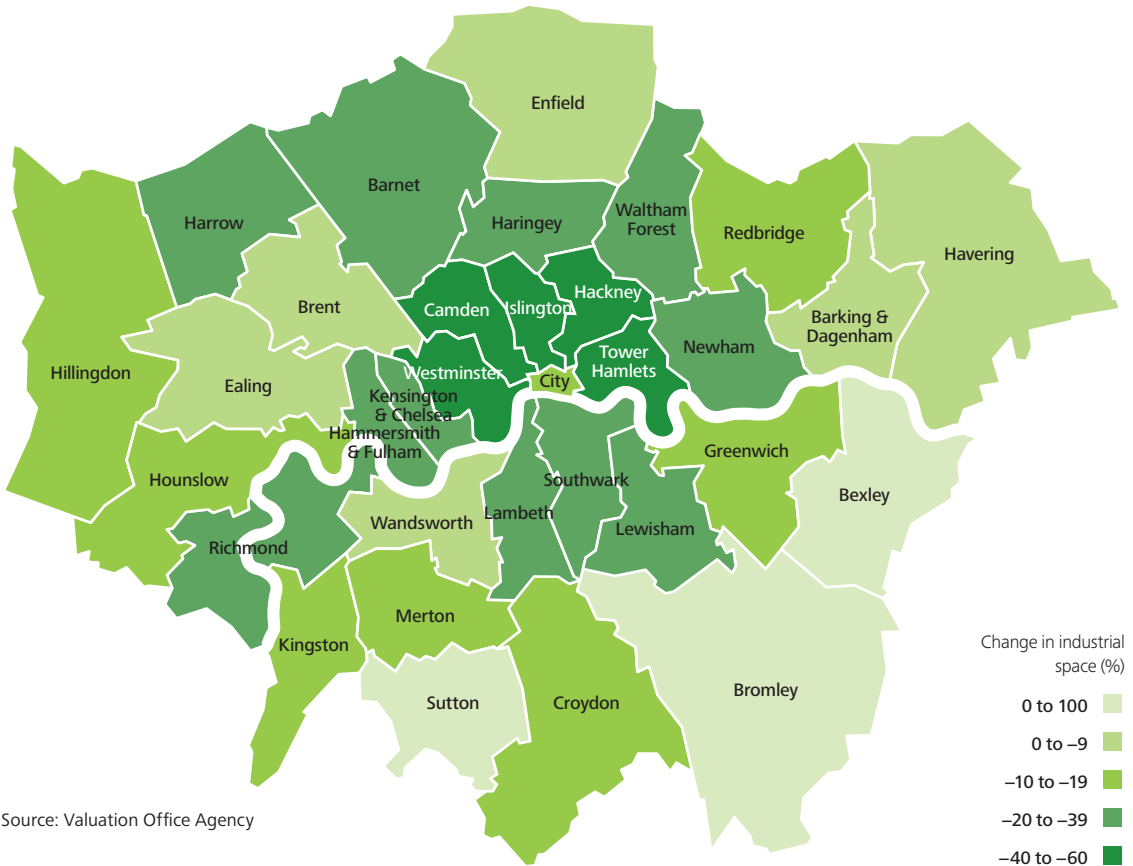 Enfield
Barnet
Harrow
Haringey
Waltham
Forest
Redbridge
Havering
Hackney
Camden
Islington
Brent
Barking &
Dagenham
Newham
Tower
Hamlets
Hillingdon
Westminster
City
Ealing
Kensington
& Chelsea
Hammersmith
& Fulham
Greenwich
Hounslow
Southwark
Bexley
Lambeth
Wandsworth
Lewisham
Richmond
Merton
Kingston
Sutton
Croydon
Bromley
Change in industrial
space (%)
0 to 100
0 to –9
–10 to –19
–20 to –39
–40 to –60
Source: Valuation Office Agency